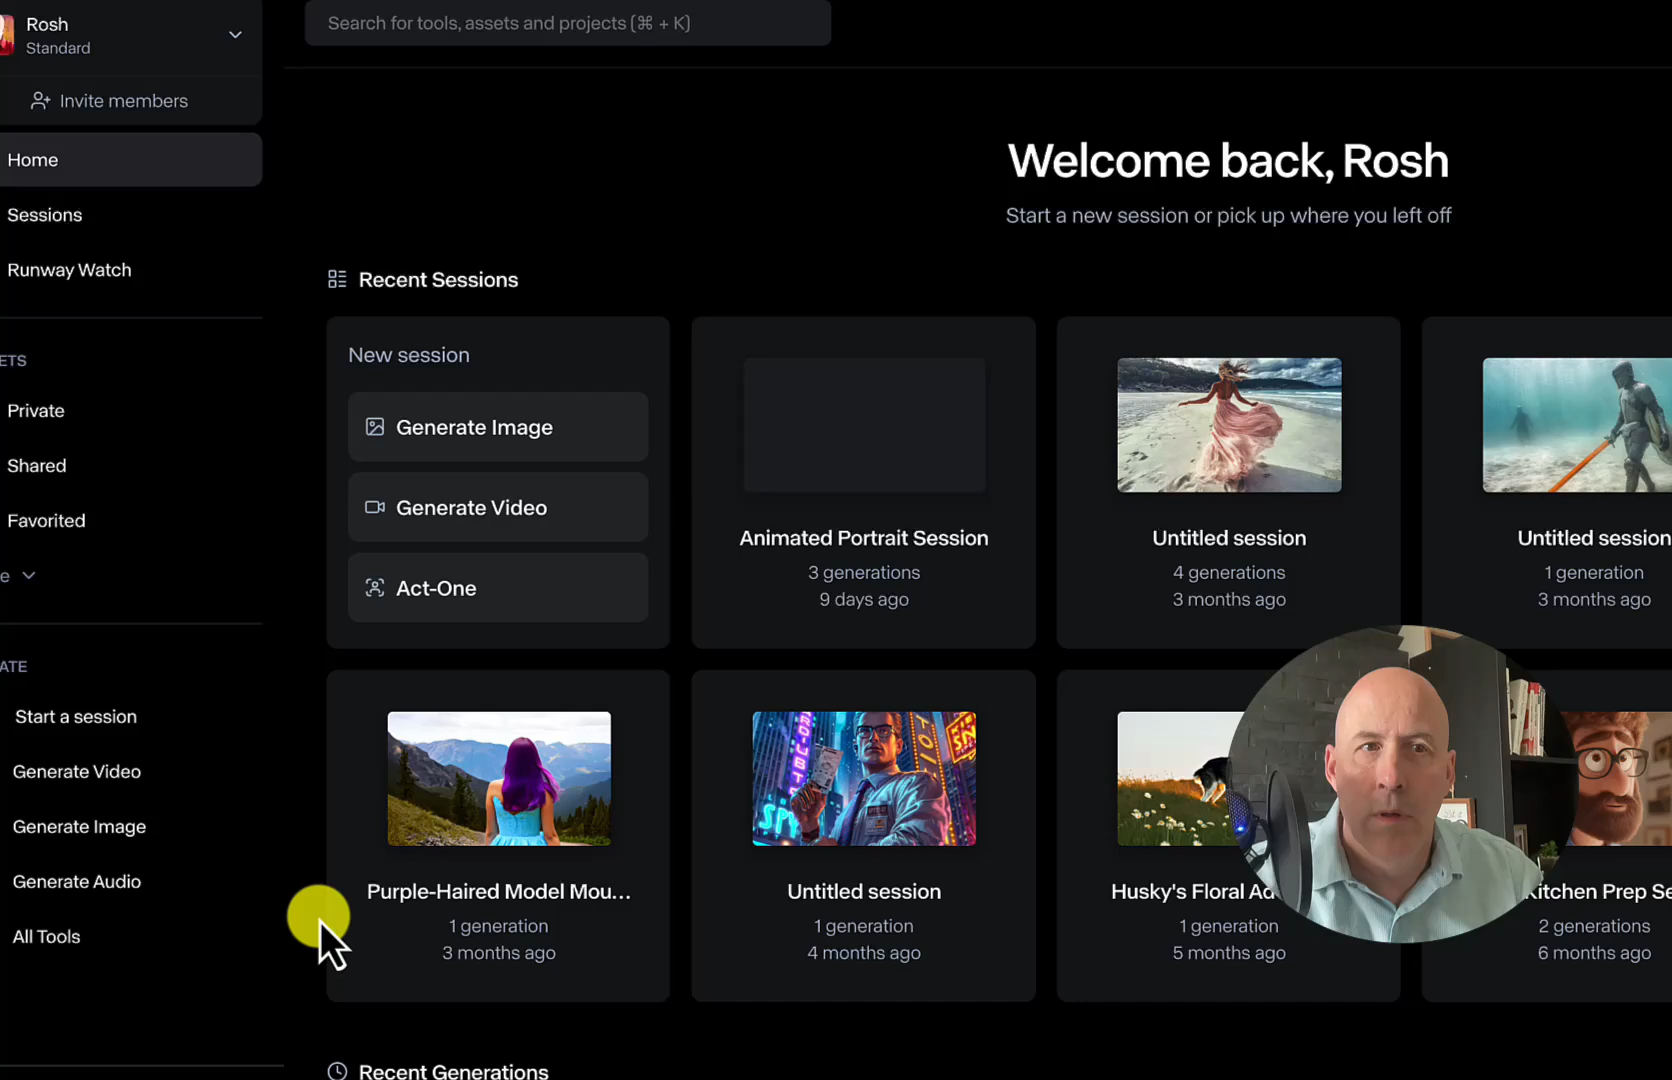 Rosh
Standard
Search for tools, assets and projects (⌘ + K)
Invite members
Home
Sessions
Runway Watch
Welcome back, Rosh
Start a new session or pick up where you left off
Recent Sessions
New session
Generate Image
Generate Video
Act-One
Animated Portrait Session
3 generations
9 days ago
Untitled session
4 generations
3 months ago
Untitled session
1 generation
3 months ago
ETS
Private
Shared
Favorited
e
ATE
Start a session
Generate Video
Generate Image
Generate Audio
All Tools
Purple-Haired Model Mou...
1 generation
3 months ago
Untitled session
1 generation
4 months ago
Husky's Floral Ad
1 generation
5 months ago
Kitchen Prep Se
2 generations
6 months ago
Recent Generations